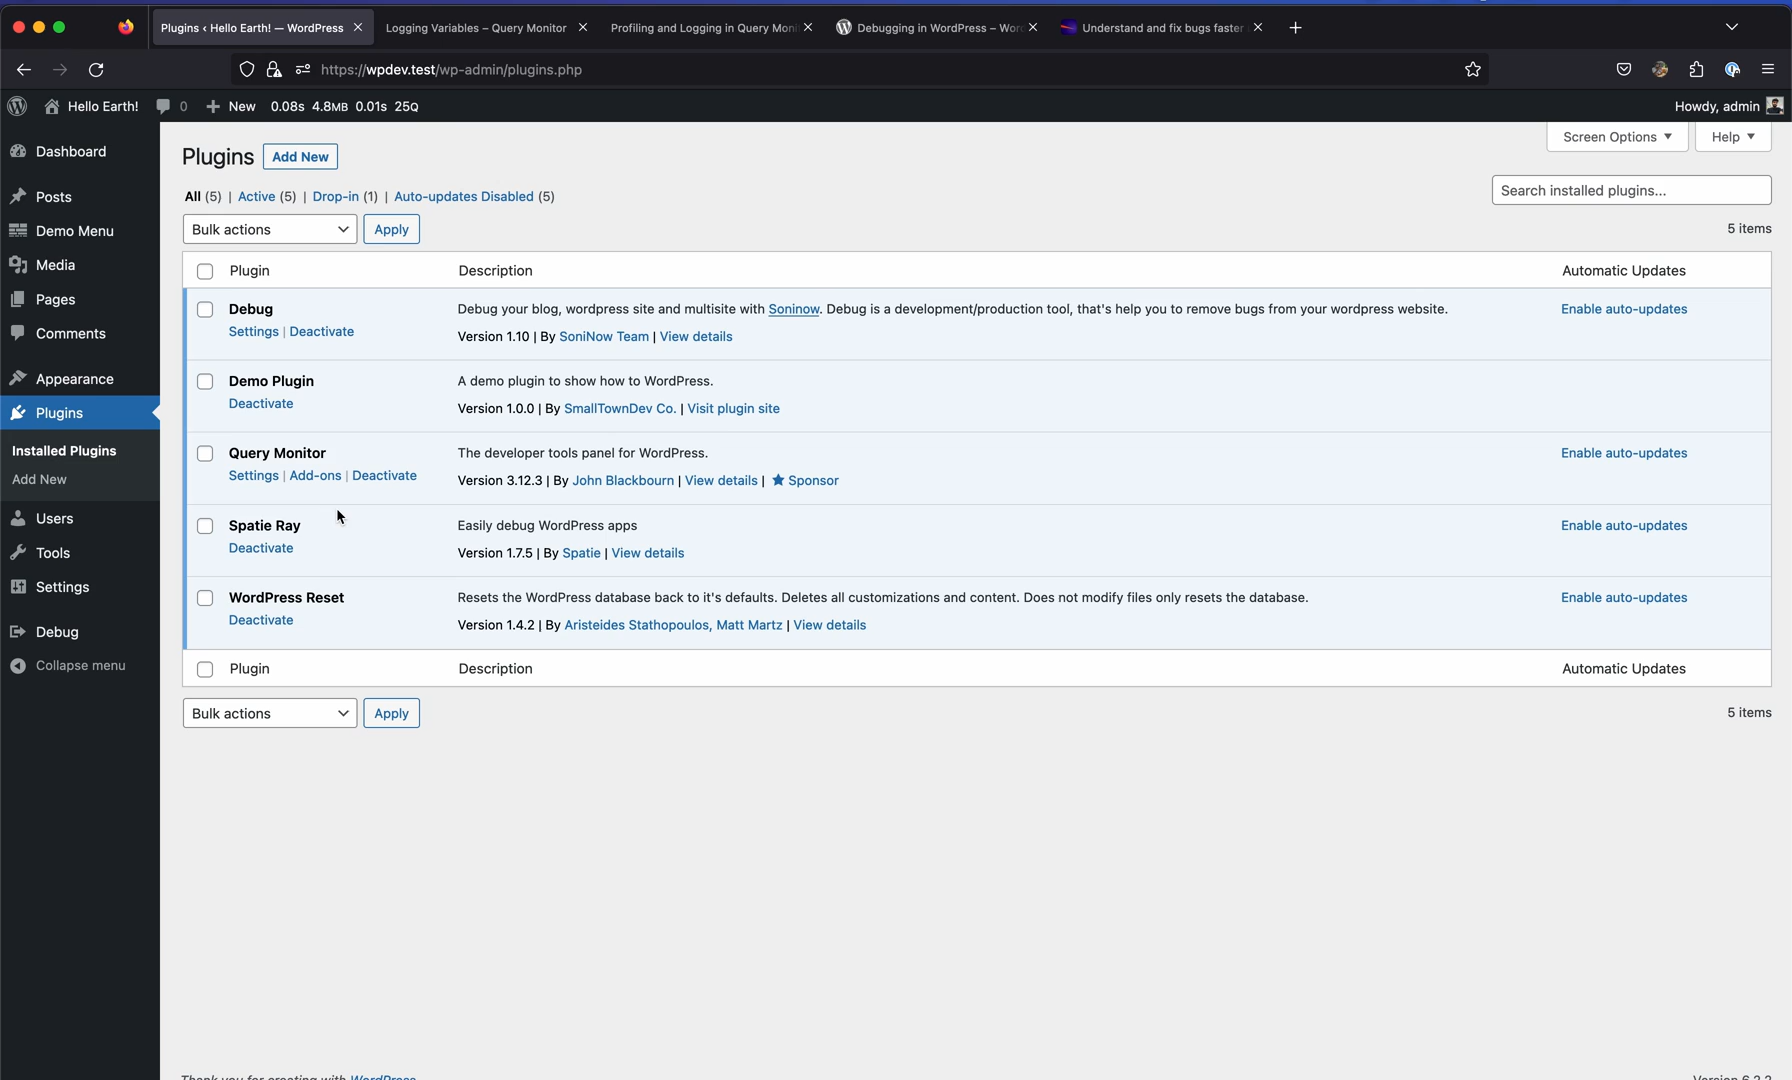 Plugins ‹ Hello Earth! — WordPress
Logging Variables – Query Monitor
Profiling and Logging in Query Moni
Debugging in WordPress – Wor
Understand and fix bugs faster
https://wpdev.test/wp-admin/plugins.php
Hello Earth! 0 New 0.08s 4.8MB 0.01s 25Q
Howdy, admin
Dashboard
Posts
Demo Menu
Media
Pages
Comments
Appearance
Plugins
Installed Plugins
Add New
Users
Tools
Settings
Debug
Collapse menu
Screen Options
Help
Plugins Add New
All (5) | Active (5) | Drop-in (1) | Auto-updates Disabled (5)
Search installed plugins...
Bulk actions Apply
5 items
Plugin Description Automatic Updates
Debug
Settings | Deactivate
Debug your blog, wordpress site and multisite with Soninow. Debug is a development/production tool, that's help you to remove bugs from your wordpress website.
Version 1.10 | By SoniNow Team | View details
Enable auto-updates
Demo Plugin
Deactivate
A demo plugin to show how to WordPress.
Version 1.0.0 | By SmallTownDev Co. | Visit plugin site
Query Monitor
Settings | Add-ons | Deactivate
The developer tools panel for WordPress.
Version 3.12.3 | By John Blackbourn | View details | Sponsor
Enable auto-updates
Spatie Ray
Deactivate
Easily debug WordPress apps
Version 1.7.5 | By Spatie | View details
Enable auto-updates
WordPress Reset
Deactivate
Resets the WordPress database back to it's defaults. Deletes all customizations and content. Does not modify files only resets the database.
Version 1.4.2 | By Aristeides Stathopoulos, Matt Martz | View details
Enable auto-updates
Plugin Description Automatic Updates
Bulk actions Apply
5 items
Thank you for creating with WordPress
Version 6.2.2